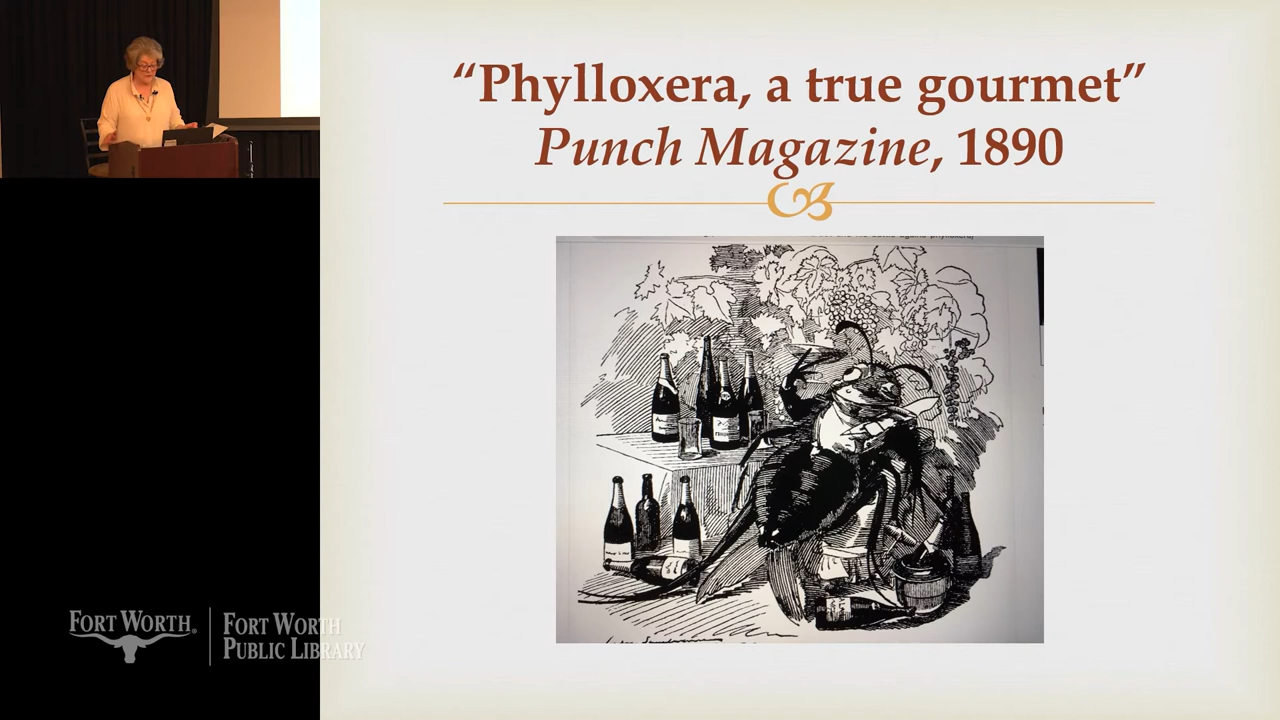 “Phylloxera, a true gourmet”
Punch Magazine, 1890
FORT WORTH®
FORT WORTH
PUBLIC LIBRARY